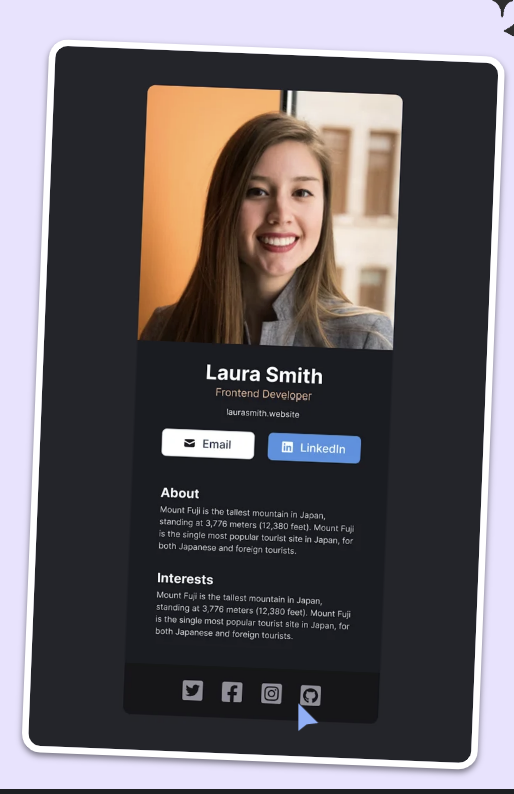 Laura Smith
Frontend Developer
laurasmith.website
Email
LinkedIn
About
Mount Fuji is the tallest mountain in Japan,
standing at 3,776 meters (12,380 feet). Mount Fuji
is the single most popular tourist site in Japan, for
both Japanese and foreign tourists.
Interests
Mount Fuji is the tallest mountain in Japan,
standing at 3,776 meters (12,380 feet). Mount Fuji
is the single most popular tourist site in Japan, for
both Japanese and foreign tourists.